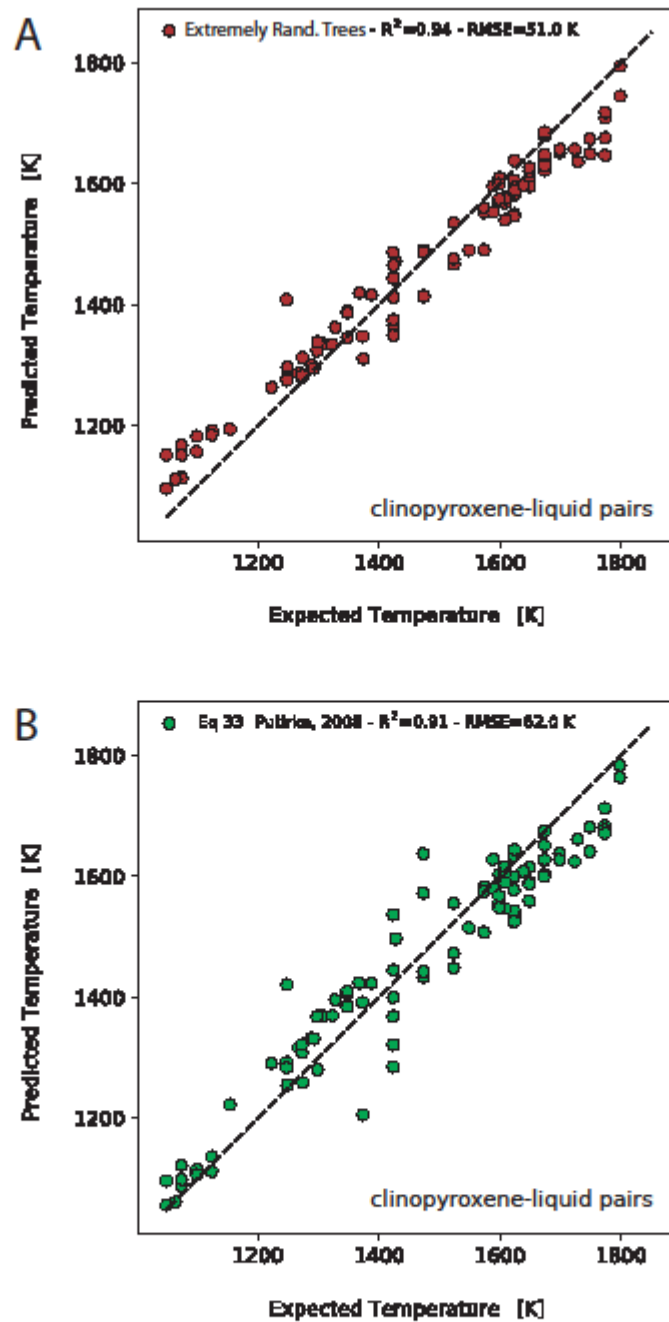 A
Extremely Rand. Trees - R²=0.94 - RMSE=51.0 K
1800
1600
1400
1200
Predicted Temperature [K]
clinopyroxene-liquid pairs
1200 1400 1600 1800
Expected Temperature [K]
B
Eq 33 Putirka, 2008 - R²=0.91 - RMSE=62.0 K
1800
1600
1400
1200
Predicted Temperature [K]
clinopyroxene-liquid pairs
1200 1400 1600 1800
Expected Temperature [K]